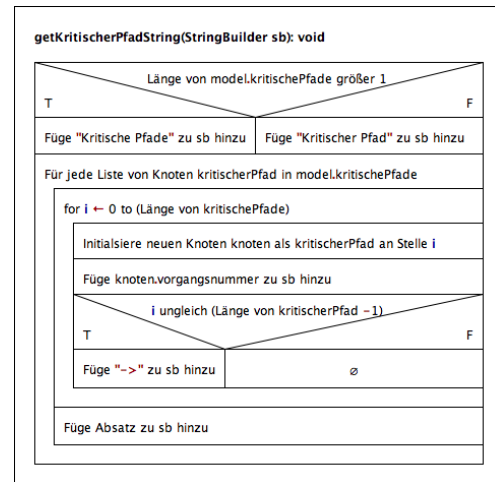 getKritischerPfadString(StringBuilder sb): void
Länge von model.kritischePfade größer 1
T F
Füge "Kritische Pfade" zu sb hinzu Füge "Kritischer Pfad" zu sb hinzu
Für jede Liste von Knoten kritischerPfad in model.kritischePfade
for i ← 0 to (Länge von kritischePfade)
Initialsiere neuen Knoten knoten als kritischerPfad an Stelle i
Füge knoten.vorgangsnummer zu sb hinzu
i ungleich (Länge von kritischerPfad -1)
T F
Füge "->" zu sb hinzu ∅
Füge Absatz zu sb hinzu